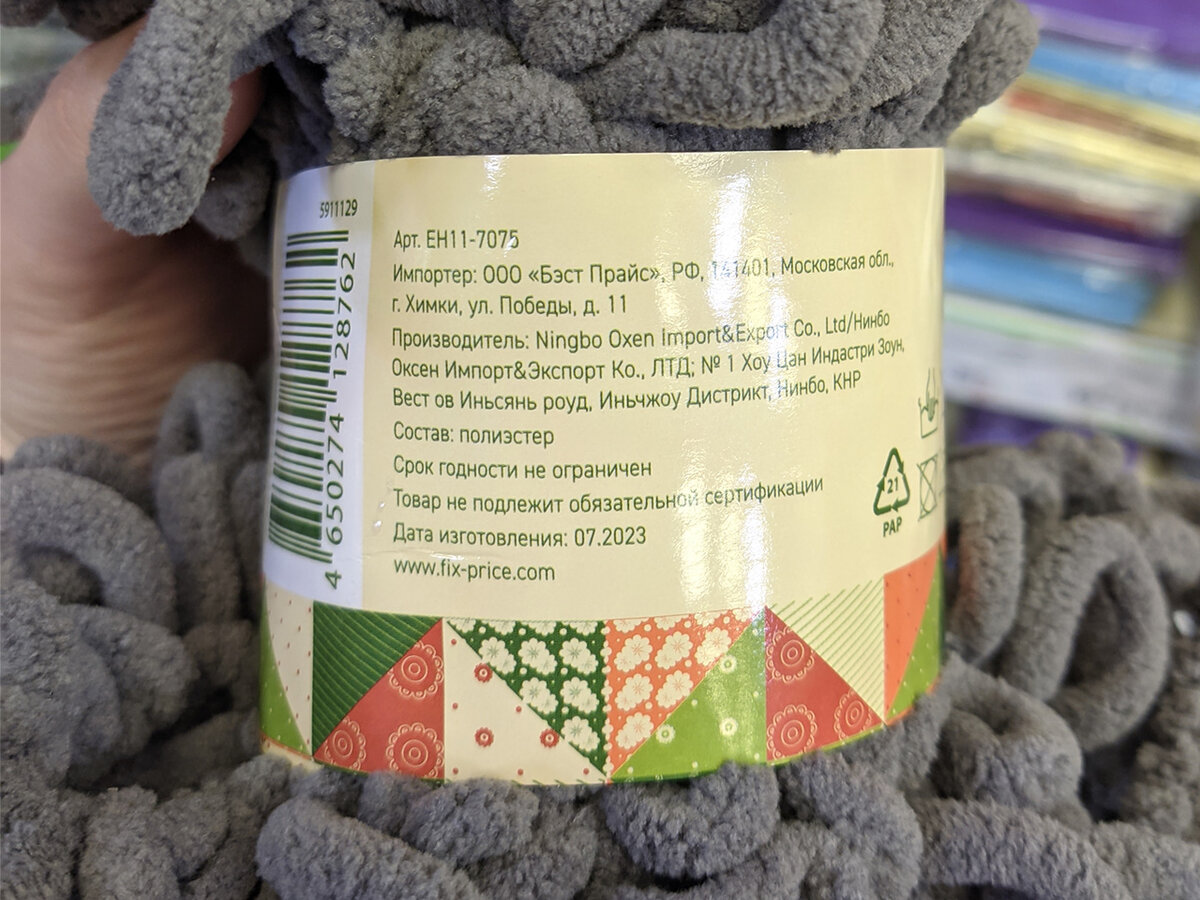 5911129
4 650274 128762
Арт. EH11-7075
Импортер: ООО «Бэст Прайс», РФ, 141401, Московская обл.,
г. Химки, ул. Победы, д. 11
Производитель: Ningbo Oxen Import&Export Co., Ltd/Нинбо
Оксен Импорт&Экспорт Ко., ЛТД; № 1 Хоу Цан Индастри Зоун,
Вест ов Иньсянь роуд, Иньчжоу Дистрикт, Нинбо, КНР
Состав: полиэстер
Срок годности не ограничен
Товар не подлежит обязательной сертификации
Дата изготовления: 07.2023
www.fix-price.com
21
PAP